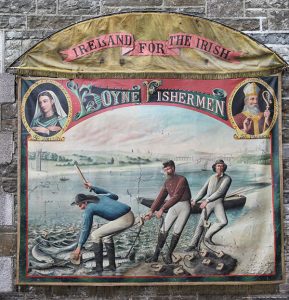 IRELAND FOR THE IRISH
BOYNE FISHERMEN